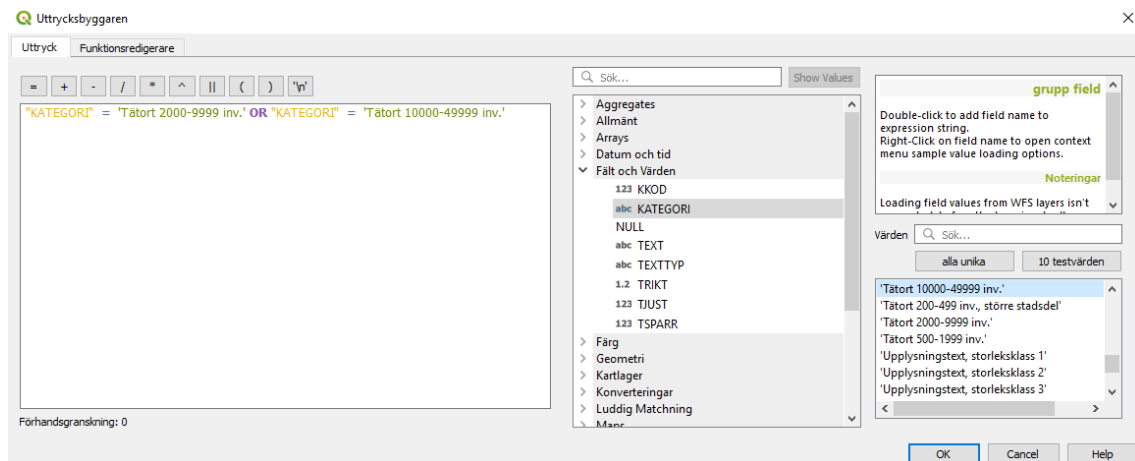 Uttrycksbyggaren
Uttryck Funktionsredigerare
= + - / * ^ || ( ) '\n'
"KATEGORI" = 'Tätort 2000-9999 inv.' OR "KATEGORI" = 'Tätort 10000-49999 inv.'
Förhandsgranskning: 0
Sök... Show Values
Aggregates
Allmänt
Arrays
Datum och tid
Fält och Värden
123 KKOD
abc KATEGORI
NULL
abc TEXT
abc TEXTTYP
1.2 TRIKT
123 TJUST
123 TSPARR
Färg
Geometri
Kartlager
Konverteringar
Luddig Matchning
Maps
grupp field
Double-click to add field name to
expression string.
Right-Click on field name to open context
menu sample value loading options.
Noteringar
Loading field values from WFS layers isn't
Värden Sök...
alla unika 10 testvärden
'Tätort 10000-49999 inv.'
'Tätort 200-499 inv., större stadsdel'
'Tätort 2000-9999 inv.'
'Tätort 500-1999 inv.'
'Upplysningstext, storleksklass 1'
'Upplysningstext, storleksklass 2'
'Upplysningstext, storleksklass 3'
OK Cancel Help